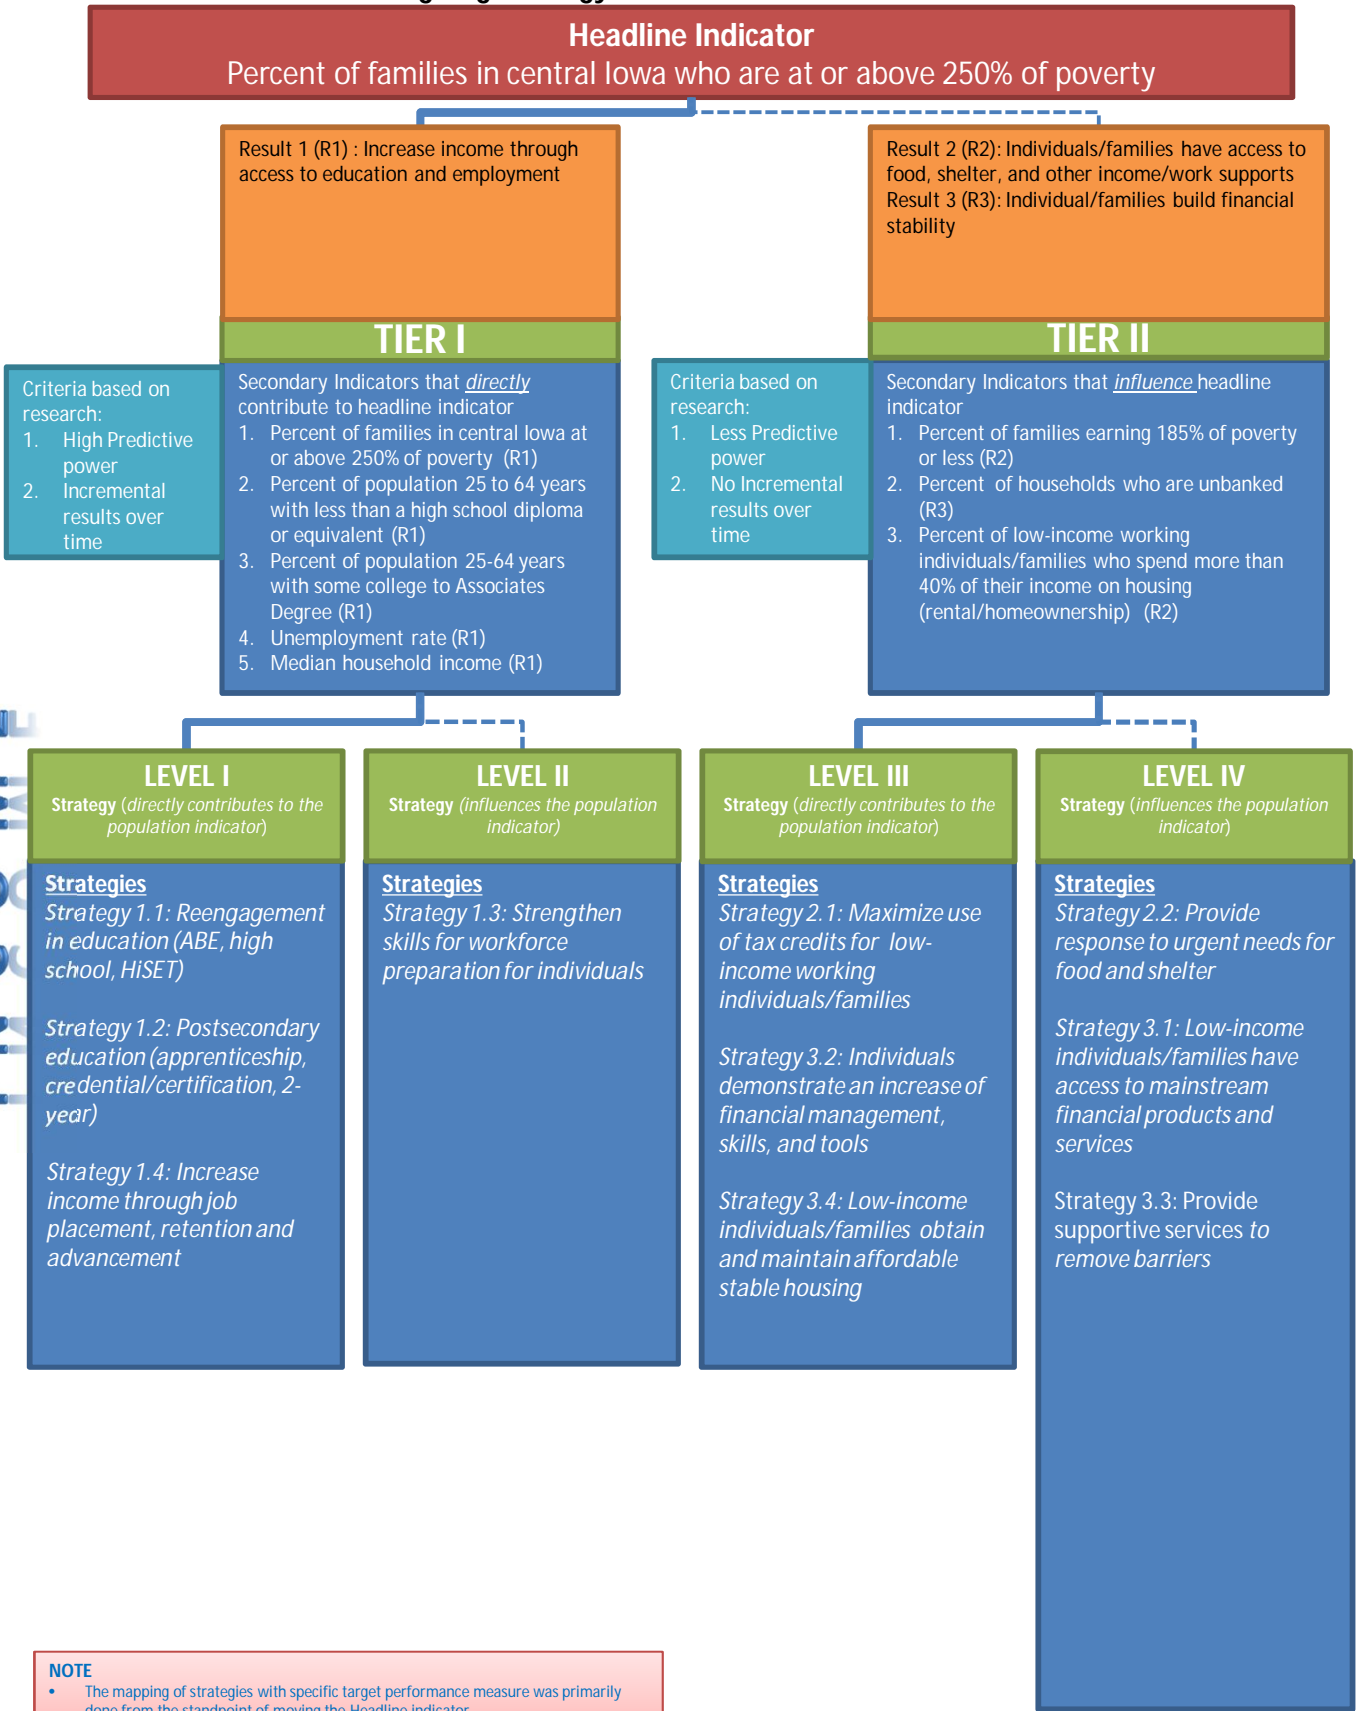 Headline Indicator
Percent of families in central Iowa who are at or above 250% of poverty
Result 1 (R1) : Increase income through
access to education and employment
Result 2 (R2): Individuals/families have access to
food, shelter, and other income/work supports
Result 3 (R3): Individual/families build financial
stability
TIER I
TIER II
Criteria based on
research:
1. High Predictive
power
2. Incremental
results over
time
Secondary Indicators that directly
contribute to headline indicator
1. Percent of families in central Iowa at
or above 250% of poverty (R1)
2. Percent of population 25 to 64 years
with less than a high school diploma
or equivalent (R1)
3. Percent of population 25-64 years
with some college to Associates
Degree (R1)
4. Unemployment rate (R1)
5. Median household income (R1)
Criteria based on
research:
1. Less Predictive
power
2. No Incremental
results over
time
Secondary Indicators that influence headline
indicator
1. Percent of families earning 185% of poverty
or less (R2)
2. Percent of households who are unbanked
(R3)
3. Percent of low-income working
individuals/families who spend more than
40% of their income on housing
(rental/homeownership) (R2)
LEVEL I
Strategy (directly contributes to the
population indicator)
Strategies
Strategy 1.1: Reengagement
in education (ABE, high
school, HiSET)
Strategy 1.2: Postsecondary
education (apprenticeship,
credential/certification, 2-
year)
Strategy 1.4: Increase
income through job
placement, retention and
advancement
LEVEL II
Strategy (influences the population
indicator)
Strategies
Strategy 1.3: Strengthen
skills for workforce
preparation for individuals
LEVEL III
Strategy (directly contributes to the
population indicator)
Strategies
Strategy 2.1: Maximize use
of tax credits for low-
income working
individuals/families
Strategy 3.2: Individuals
demonstrate an increase of
financial management,
skills, and tools
Strategy 3.4: Low-income
individuals/families obtain
and maintain affordable
stable housing
LEVEL IV
Strategy (influences the population
indicator)
Strategies
Strategy 2.2: Provide
response to urgent needs for
food and shelter
Strategy 3.1: Low-income
individuals/families have
access to mainstream
financial products and
services
Strategy 3.3: Provide
supportive services to
remove barriers
NOTE
• The mapping of strategies with specific target performance measure was primarily
done from the standpoint of moving the Headline indicator